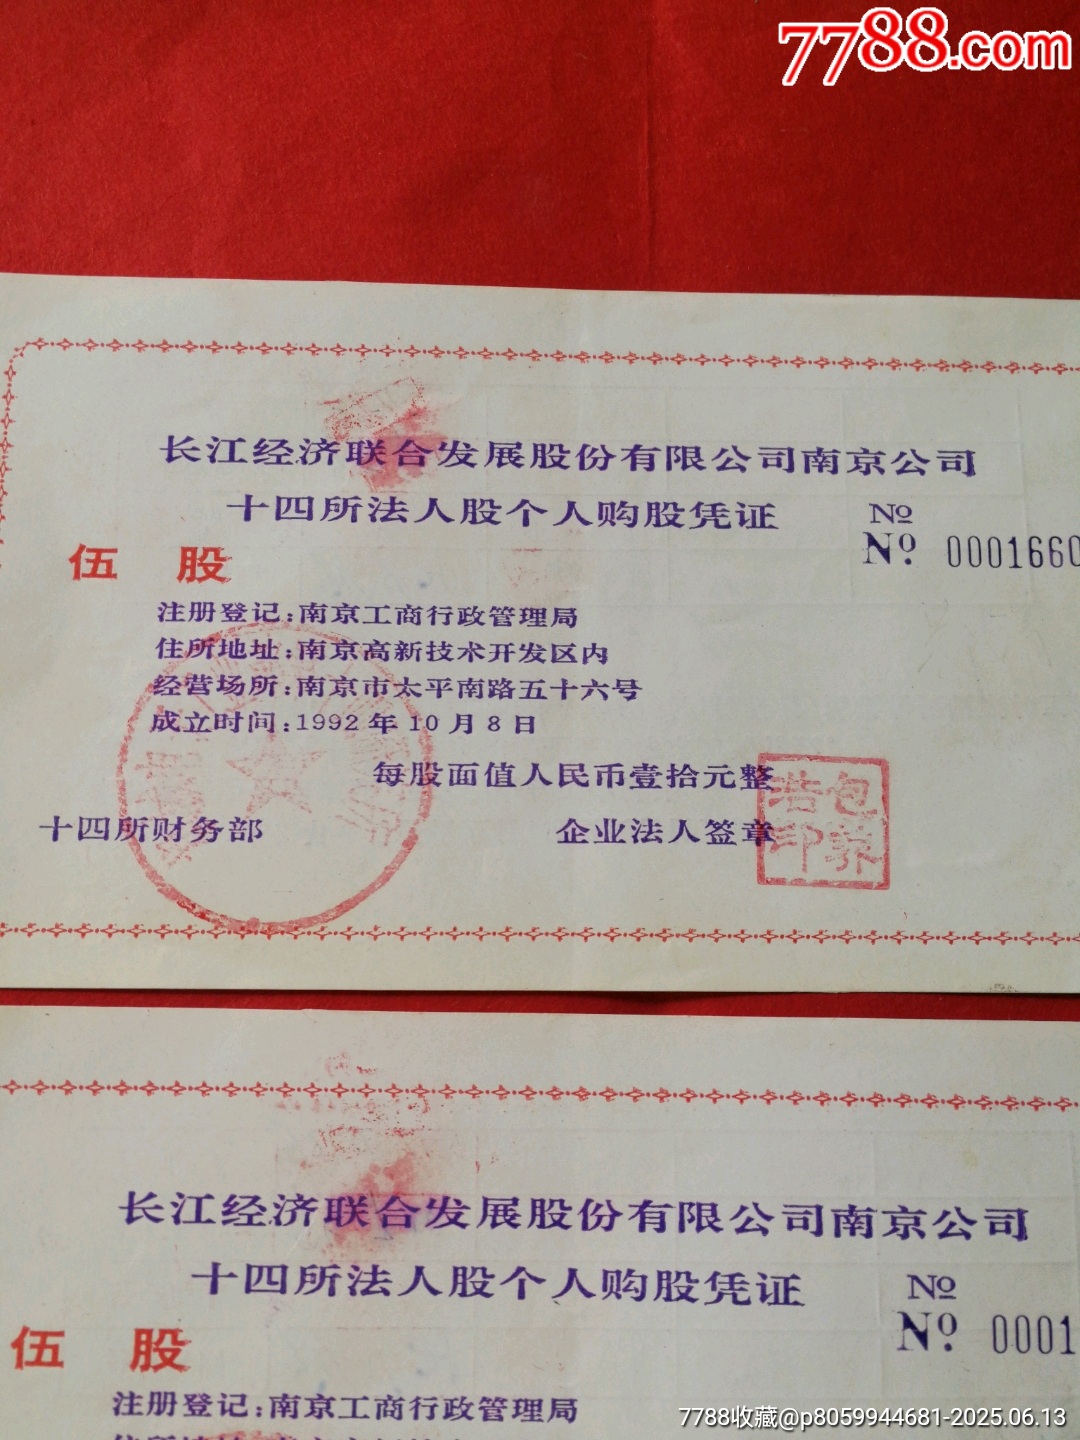 7788.com
长江经济联合发展股份有限公司南京公司
十四所法人股个人购股凭证
№
№ 0001660
伍 股
注册登记:南京工商行政管理局
住所地址:南京高新技术开发区内
经营场所:南京市太平南路五十六号
成立时间:1992年10月8日
每股面值人民币壹拾元整
十四所财务部
企业法人签章
包养浩印
长江经济联合发展股份有限公司南京公司
十四所法人股个人购股凭证
№
№ 0001
伍 股
注册登记:南京工商行政管理局
7788收藏@p8059944681-2025.06.13